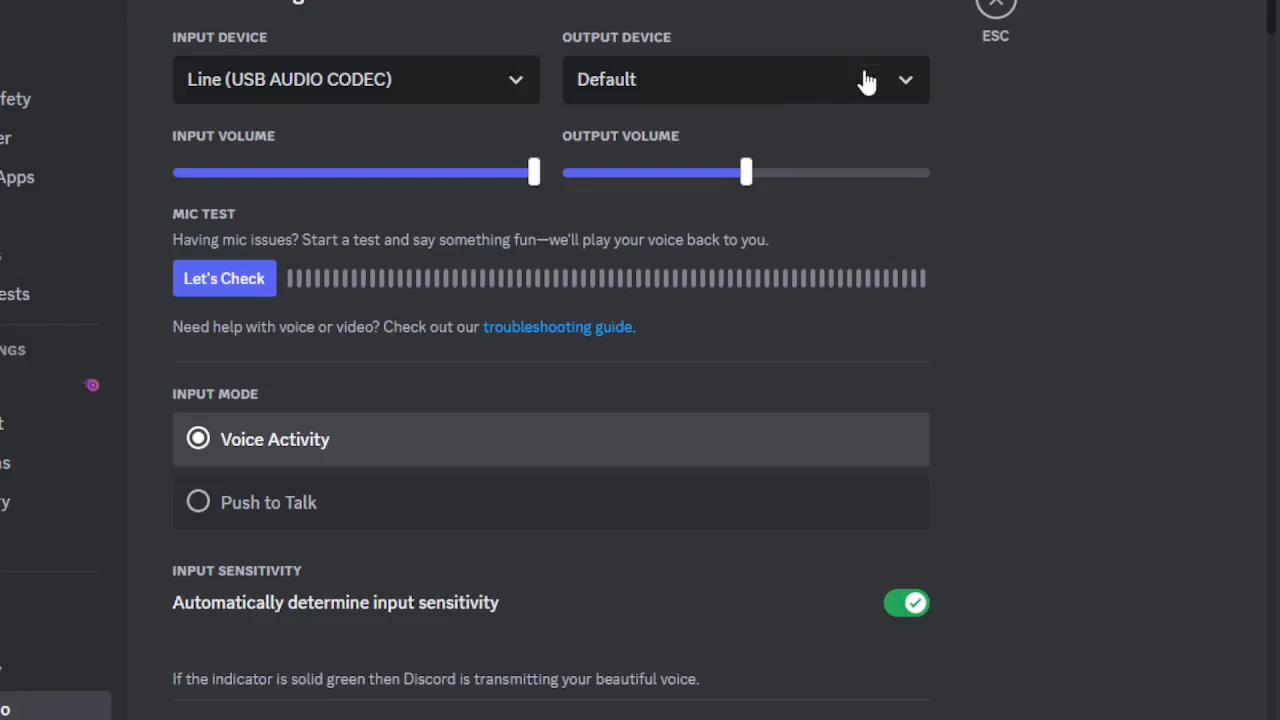 ESC
INPUT DEVICE
OUTPUT DEVICE
Line (USB AUDIO CODEC)
Default
INPUT VOLUME
OUTPUT VOLUME
MIC TEST
Having mic issues? Start a test and say something fun—we'll play your voice back to you.
Let's Check
Need help with voice or video? Check out our troubleshooting guide.
INPUT MODE
Voice Activity
Push to Talk
INPUT SENSITIVITY
Automatically determine input sensitivity
If the indicator is solid green then Discord is transmitting your beautiful voice.
fety
er
Apps
s
ests
NGS
t
ns
y
o